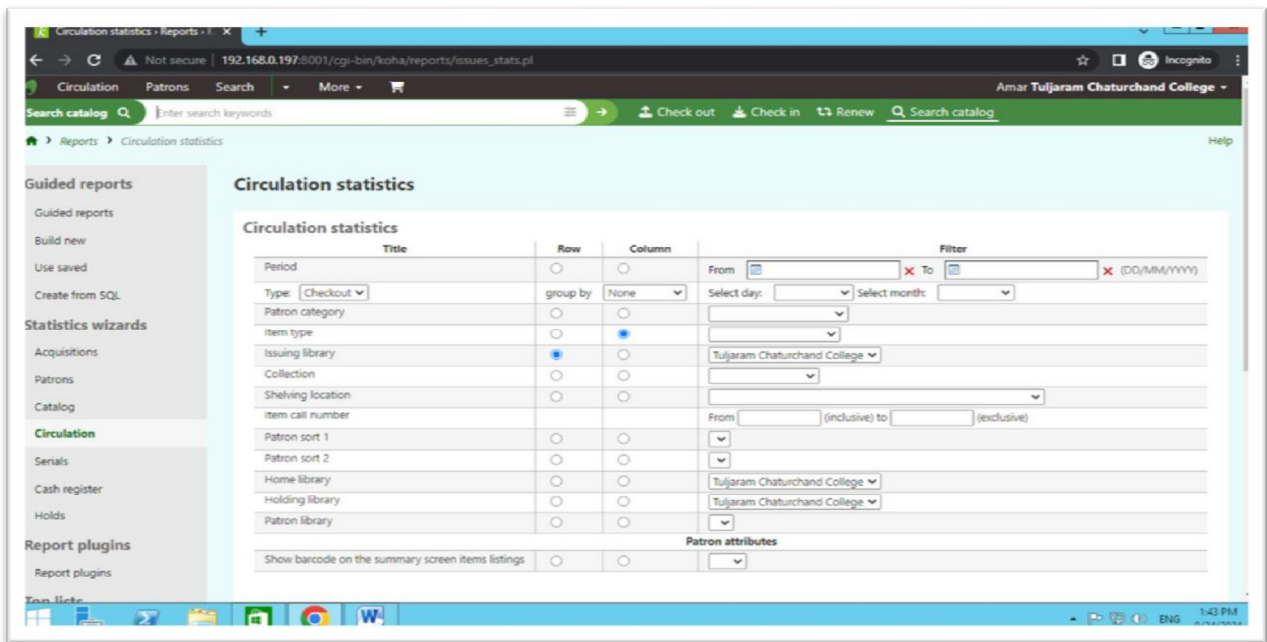 Circulation statistics › Reports ›
Not secure | 192.168.0.197:8001/cgi-bin/koha/reports/issues_stats.pl Incognito
Circulation Patrons Search More Amar Tuljaram Chaturchand College
Search catalog Enter search keywords Check out Check in Renew Search catalog
Reports › Circulation statistics Help
Guided reports
Guided reports
Build new
Use saved
Create from SQL
Statistics wizards
Acquisitions
Patrons
Catalog
Circulation
Serials
Cash register
Holds
Report plugins
Report plugins
Top lists
Circulation statistics
Circulation statistics
Title Row Column Filter
Period From To (DD/MM/YYYY)
Type: Checkout group by None Select day: Select month:
Patron category
Item type
Issuing library Tuljaram Chaturchand College
Collection
Shelving location
Item call number From (inclusive) to (exclusive)
Patron sort 1
Patron sort 2
Home library Tuljaram Chaturchand College
Holding library Tuljaram Chaturchand College
Patron library
Patron attributes
Show barcode on the summary screen items listings
ENG 1:43 PM